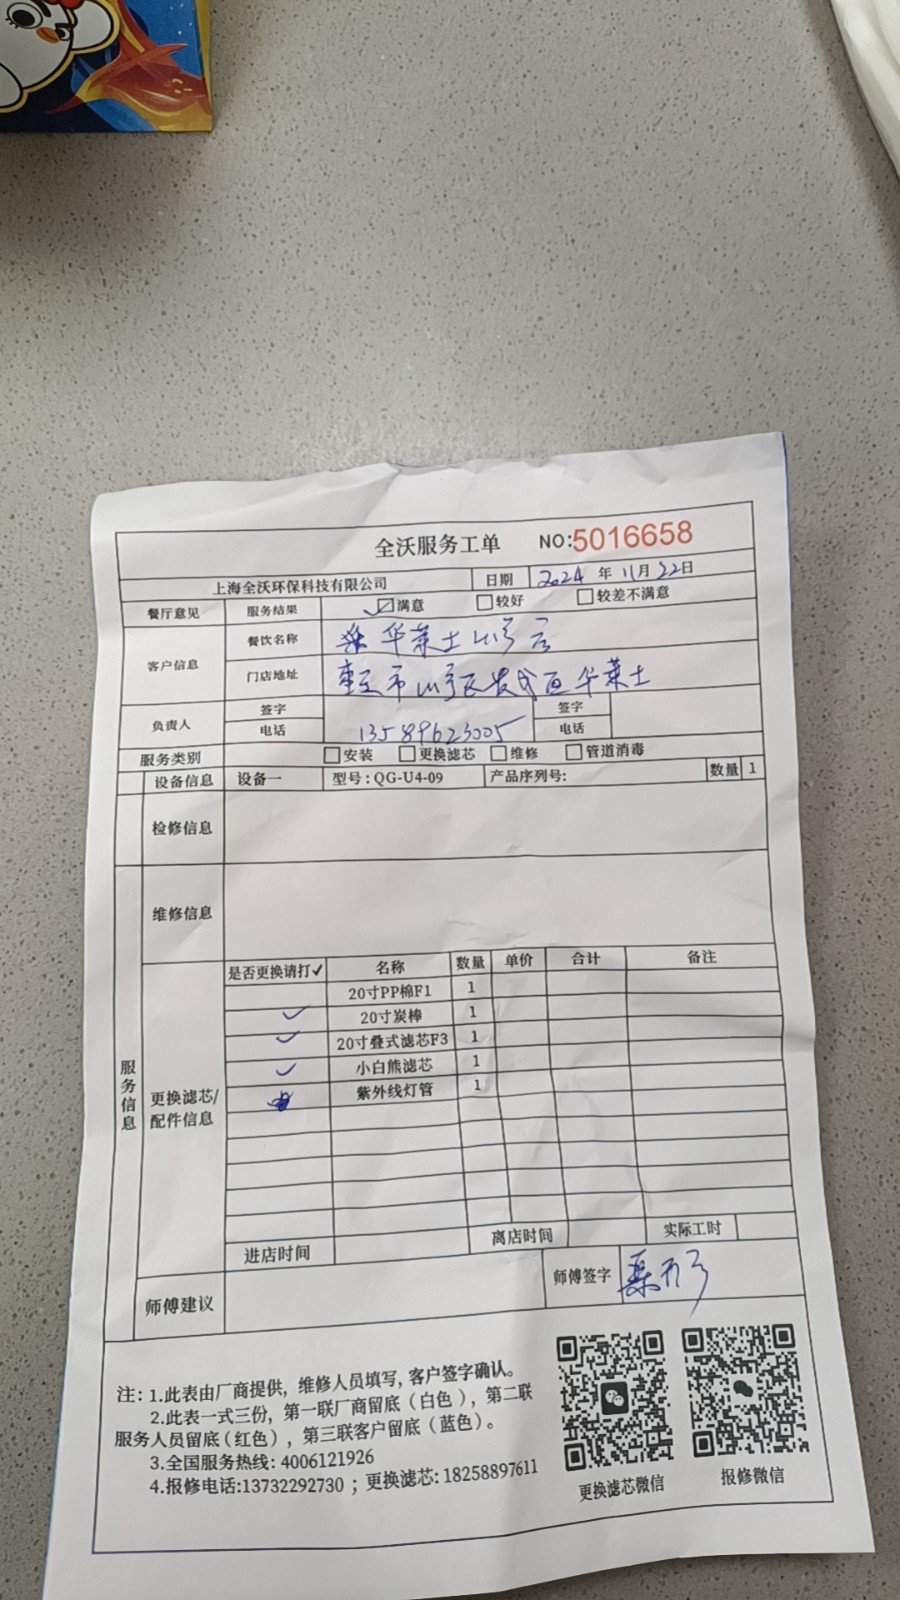 全沃服务工单 NO:5016658
上海全沃环保科技有限公司 日期 2024年11月22日
餐厅意见 服务结果 满意 较好 较差不满意
客户信息 餐饮名称 华莱士
门店地址 华莱士
负责人 签字 签字
电话 13589623005 电话
服务类别 安装 更换滤芯 维修 管道消毒
设备信息 设备一 型号:QG-U4-09 产品序列号: 数量 1
检修信息
维修信息
服务信息
更换滤芯/配件信息
是否更换请打✓ 名称 数量 单价 合计 备注
20寸PP棉F1 1
✓ 20寸炭棒 1
✓ 20寸叠式滤芯F3 1
✓ 小白熊滤芯 1
紫外线灯管 1
进店时间 离店时间 实际工时
师傅建议 师傅签字
注:1.此表由厂商提供,维修人员填写,客户签字确认。
2.此表一式三份,第一联厂商留底(白色),第二联
服务人员留底(红色),第三联客户留底(蓝色)。
3.全国服务热线:4006121926
4.报修电话:13732292730;更换滤芯:18258897611
更换滤芯微信 报修微信